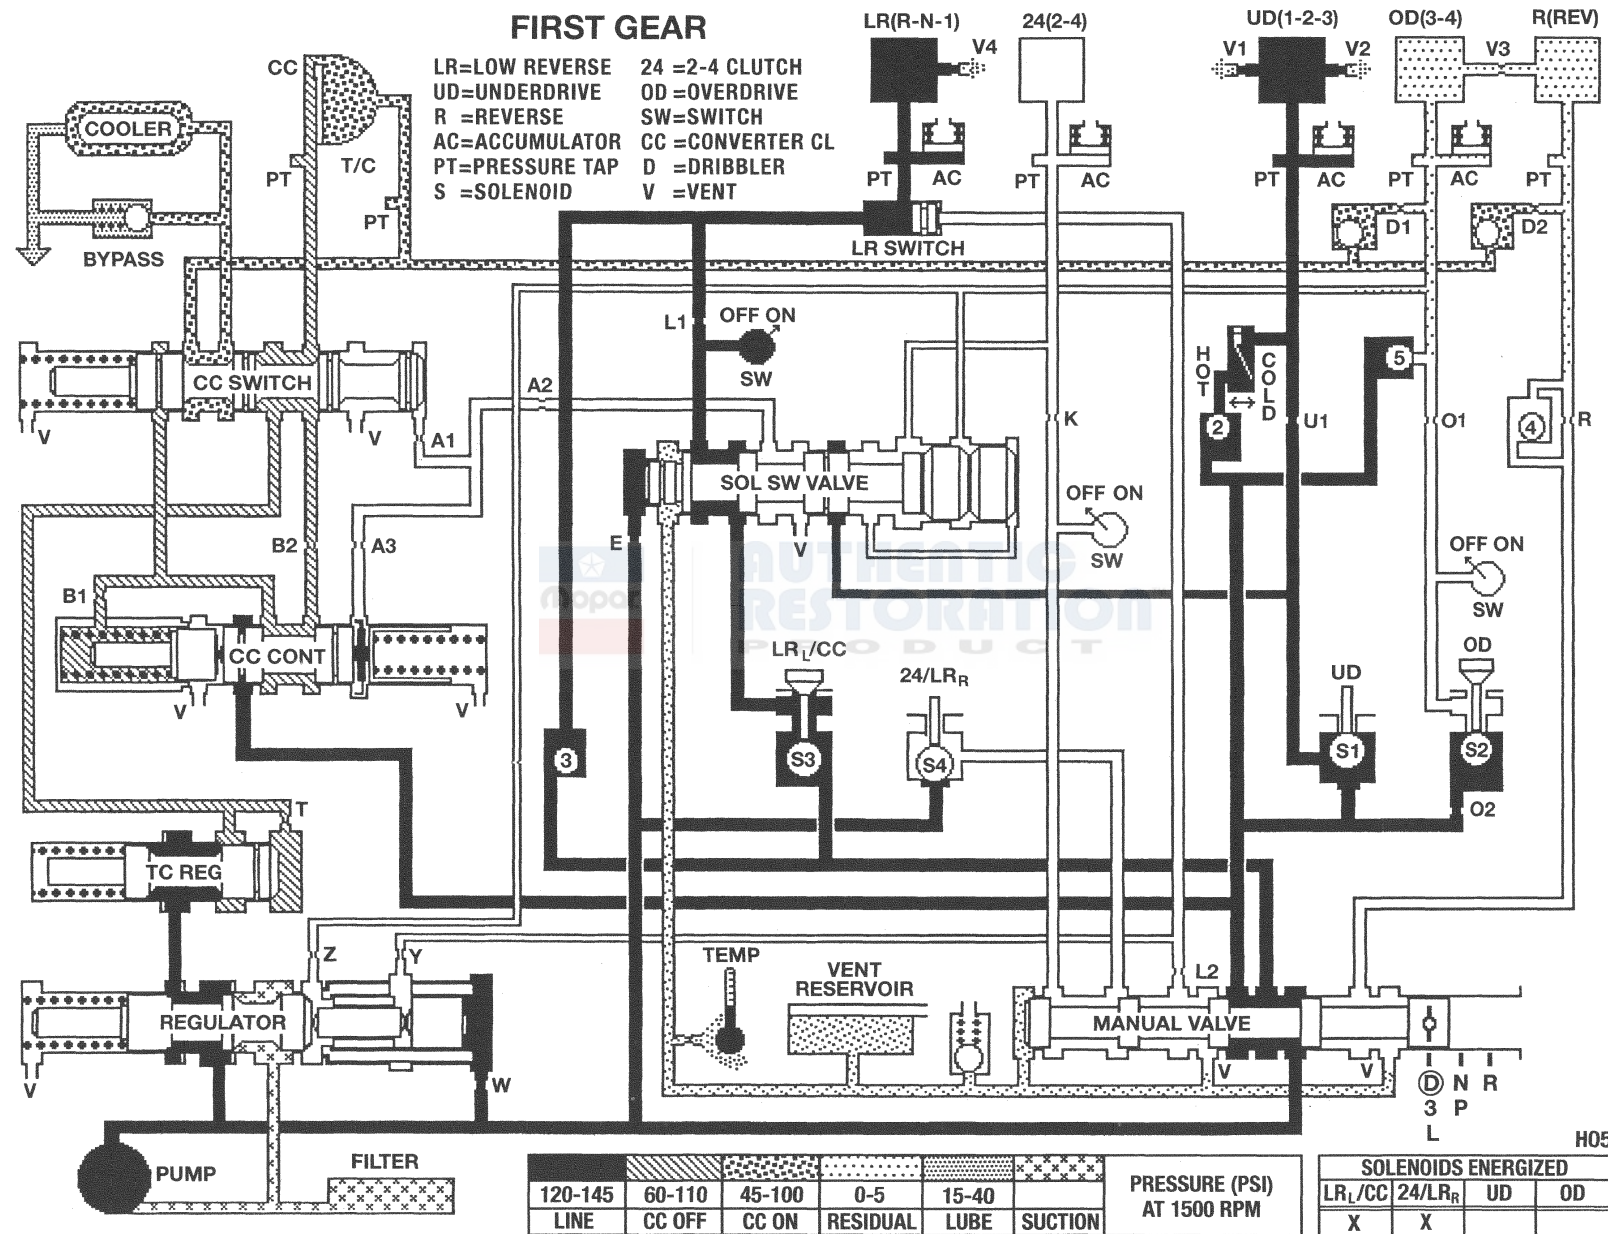 FIRST GEAR
LR=LOW REVERSE 24 =2-4 CLUTCH
UD=UNDERDRIVE OD =OVERDRIVE
R =REVERSE SW=SWITCH
AC=ACCUMULATOR CC =CONVERTER CL
PT=PRESSURE TAP D =DRIBBLER
S =SOLENOID V =VENT
LR(R-N-1)
24(2-4)
UD(1-2-3)
OD(3-4)
R(REV)
V4
V1
V2
V3
CC
COOLER
T/C
PT
PT
BYPASS
PT
AC
PT
AC
PT
AC
PT
AC
PT
D1
D2
LR SWITCH
L1
OFF ON
SW
HOT
COLD
5
CC SWITCH
A2
V
V
A1
K
2
U1
O1
4
R
SOL SW VALVE
OFF ON
SW
B2
A3
E
V
OFF ON
SW
AUTHENTIC
RESTORATION
PRODUCT
Mopar
B1
CC CONT
V
V
LRL/CC
24/LRR
UD
OD
3
S3
S4
S1
S2
O2
T
TC REG
Z
Y
TEMP
VENT
RESERVOIR
L2
REGULATOR
MANUAL VALVE
V
W
V
V
D N R
3 P
L
PUMP
FILTER
H05
120-145 60-110 45-100 0-5 15-40
LINE CC OFF CC ON RESIDUAL LUBE SUCTION
PRESSURE (PSI)
AT 1500 RPM
SOLENOIDS ENERGIZED
LRL/CC 24/LRR UD OD
X X